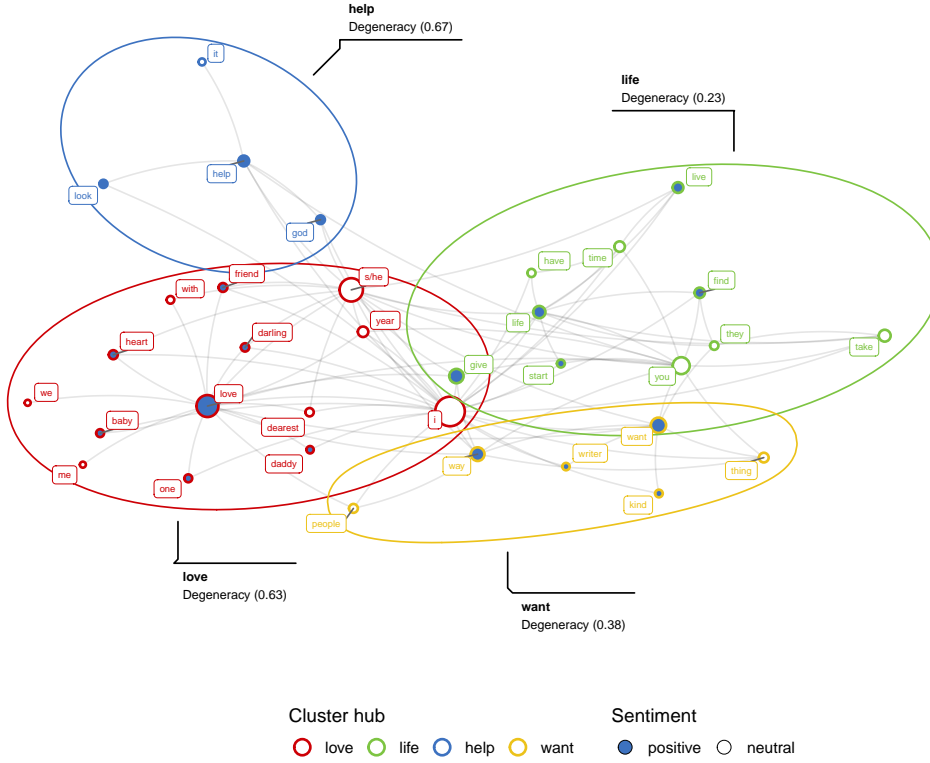 help
Degeneracy (0.67)
it
life
Degeneracy (0.23)
help
look
live
god
have
time
friend
s/he
with
find
year
life
darling
they
heart
take
give
start
you
we
love
i
baby
dearest
want
daddy
way
writer
me
thing
one
kind
people
love
Degeneracy (0.63)
want
Degeneracy (0.38)
Cluster hub
Sentiment
love
life
help
want
positive
neutral